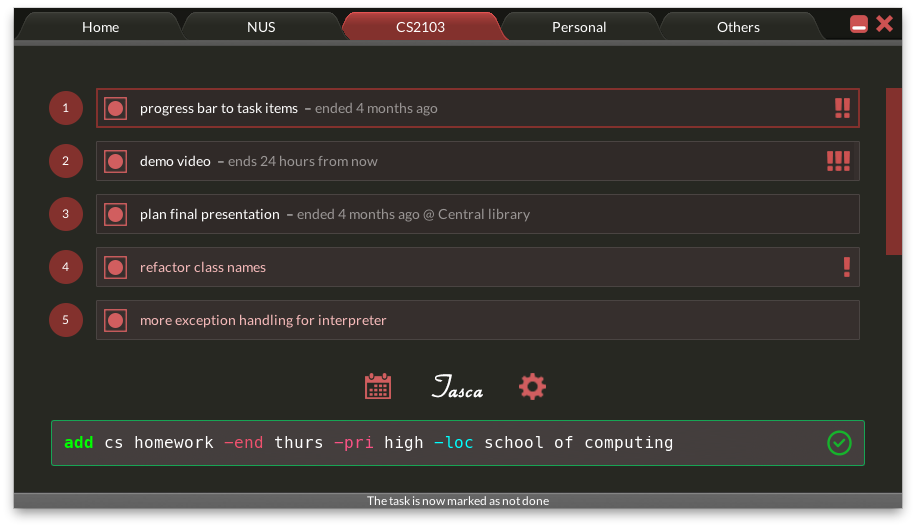 Home NUS CS2103 Personal Others
1 progress bar to task items – ended 4 months ago !!
2 demo video – ends 24 hours from now !!!
3 plan final presentation – ended 4 months ago @ Central library
4 refactor class names !
5 more exception handling for interpreter
Tasca
add cs homework -end thurs -pri high -loc school of computing
The task is now marked as not done